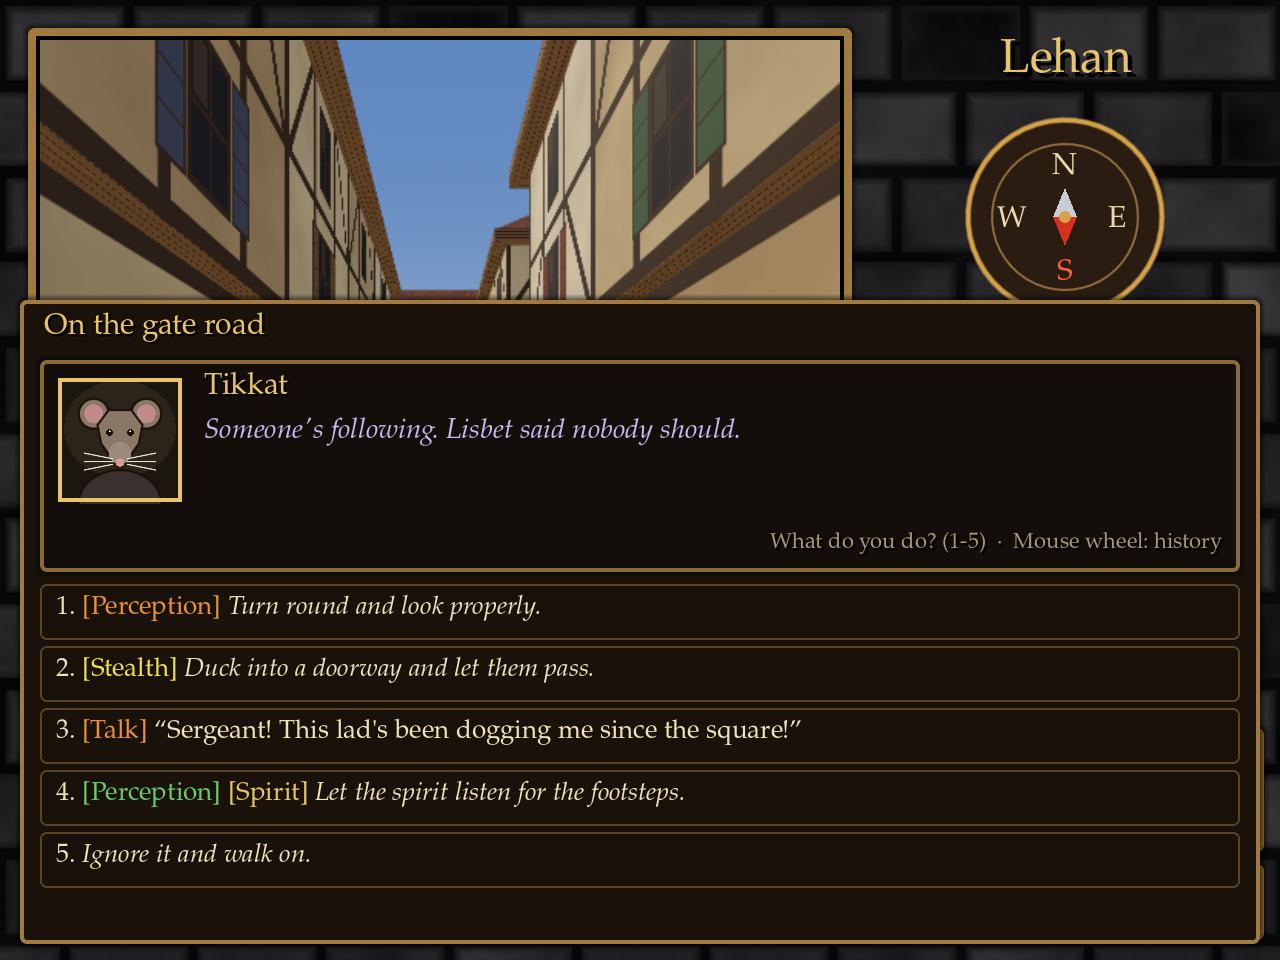 Lehan
N
W E
S
On the gate road
Tikkat
Someone's following. Lisbet said nobody should.
What do you do? (1-5) · Mouse wheel: history
1. [Perception] Turn round and look properly.
2. [Stealth] Duck into a doorway and let them pass.
3. [Talk] “Sergeant! This lad's been dogging me since the square!”
4. [Perception] [Spirit] Let the spirit listen for the footsteps.
5. Ignore it and walk on.